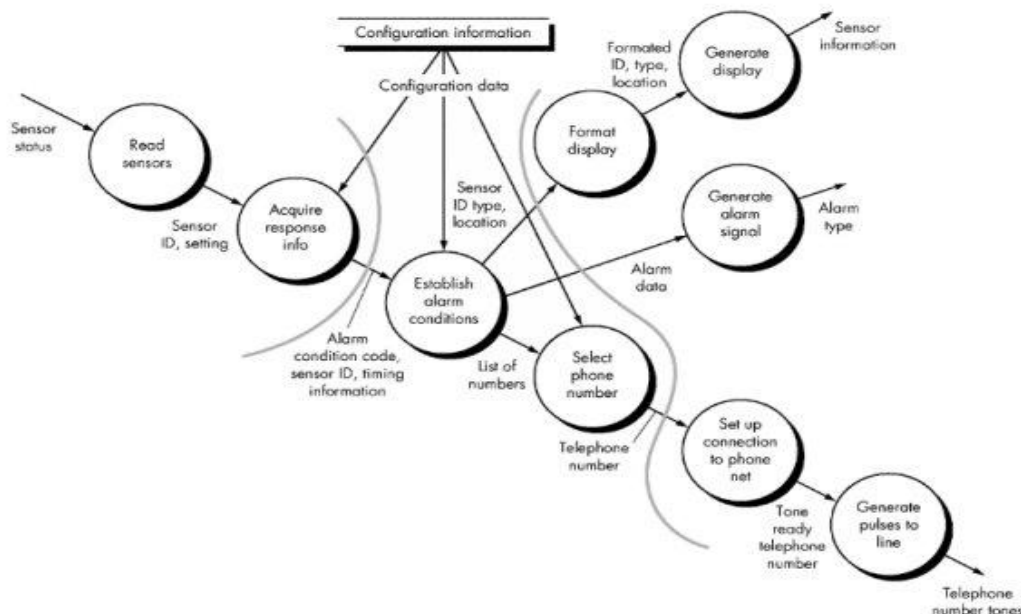 Configuration information
Configuration data
Sensor
status
Read
sensors
Sensor
ID, setting
Acquire
response
info
Alarm
condition code,
sensor ID, timing
information
Establish
alarm
conditions
Sensor
ID type,
location
Format
display
Formated
ID, type,
location
Generate
display
Sensor
information
Alarm
data
Generate
alarm
signal
Alarm
type
List of
numbers
Select
phone
number
Telephone
number
Set up
connection
to phone
net
Tone
ready
telephone
number
Generate
pulses to
line
Telephone
number tones